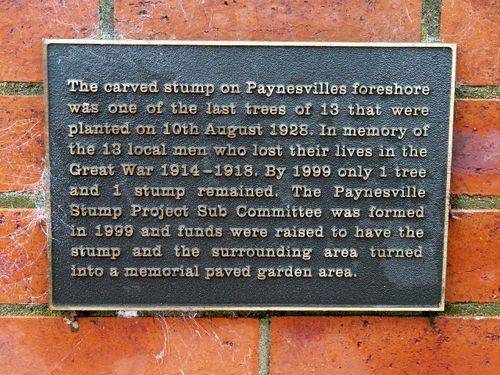 The carved stump on Paynesvilles foreshore
was one of the last trees of 13 that were
planted on 10th August 1928. In memory of
the 13 local men who lost their lives in the
Great War 1914-1918. By 1999 only 1 tree
and 1 stump remained. The Paynesville
Stump Project Sub Committee was formed
in 1999 and funds were raised to have the
stump and the surrounding area turned
into a memorial paved garden area.